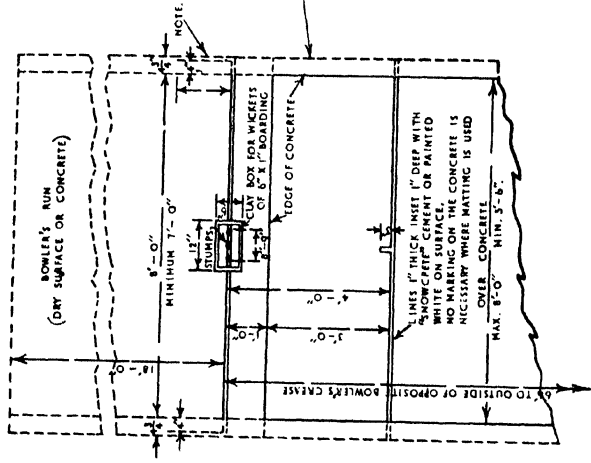 NOTE.
BOWLER'S RUN
(DRY SURFACE OR CONCRETE)
18'-0"
8'-0"
MINIMUM 7'-0"
12"
STUMPS
CLAY BOX FOR WICKETS
OF 6" X 1" BOARDING
EDGE OF CONCRETE
4'-0"
1'-0"
3'-0"
LINES 1" THICK INSET 1" DEEP WITH
"SNOWCRETE" CEMENT OR PAINTED
WHITE ON SURFACE.
NO MARKING ON THE CONCRETE IS
NECESSARY WHERE MATTING IS USED
OVER CONCRETE
MAX. 8'-0" MIN. 5'-6"
66' TO OUTSIDE OF OPPOSITE BOWLER'S CREASE